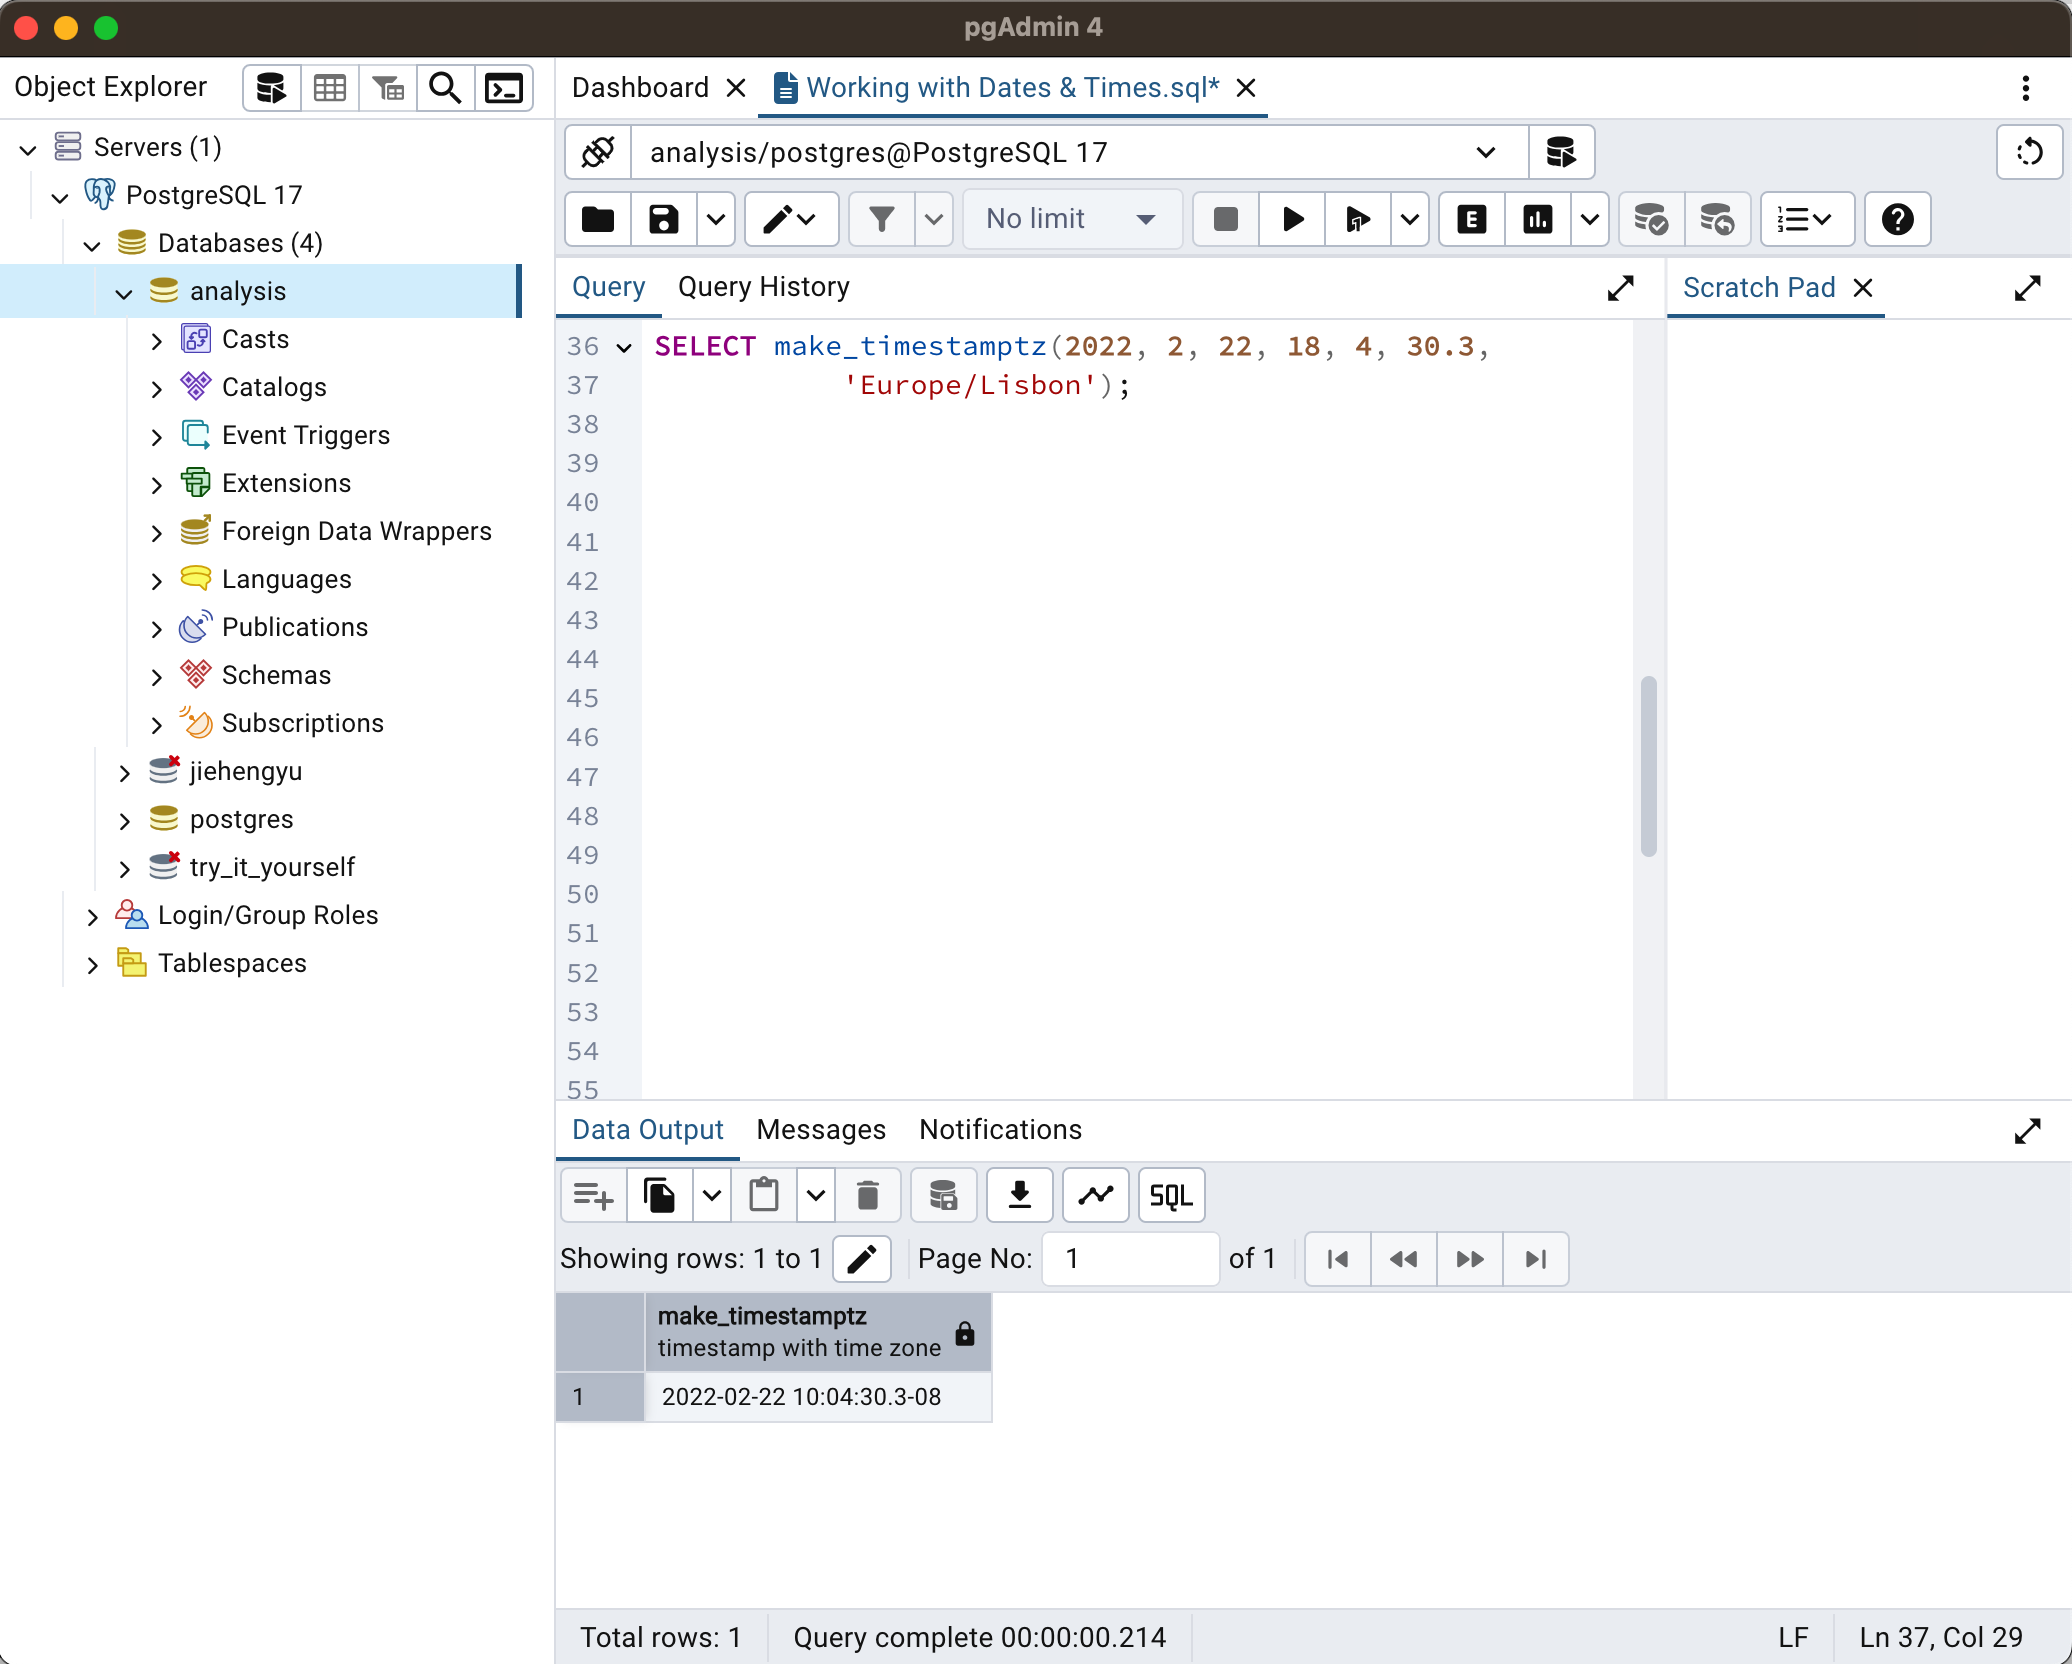 pgAdmin 4
Object Explorer
Servers (1)
PostgreSQL 17
Databases (4)
analysis
Casts
Catalogs
Event Triggers
Extensions
Foreign Data Wrappers
Languages
Publications
Schemas
Subscriptions
jiehengyu
postgres
try_it_yourself
Login/Group Roles
Tablespaces
Dashboard
Working with Dates & Times.sql*
analysis/postgres@PostgreSQL 17
No limit
E
Query
Query History
Scratch Pad
36 SELECT make_timestamptz(2022, 2, 22, 18, 4, 30.3,
37 'Europe/Lisbon');
38
39
40
41
42
43
44
45
46
47
48
49
50
51
52
53
54
55
Data Output
Messages
Notifications
SQL
Showing rows: 1 to 1
Page No: 1 of 1
make_timestamptz
timestamp with time zone
1 2022-02-22 10:04:30.3-08
Total rows: 1
Query complete 00:00:00.214
LF
Ln 37, Col 29